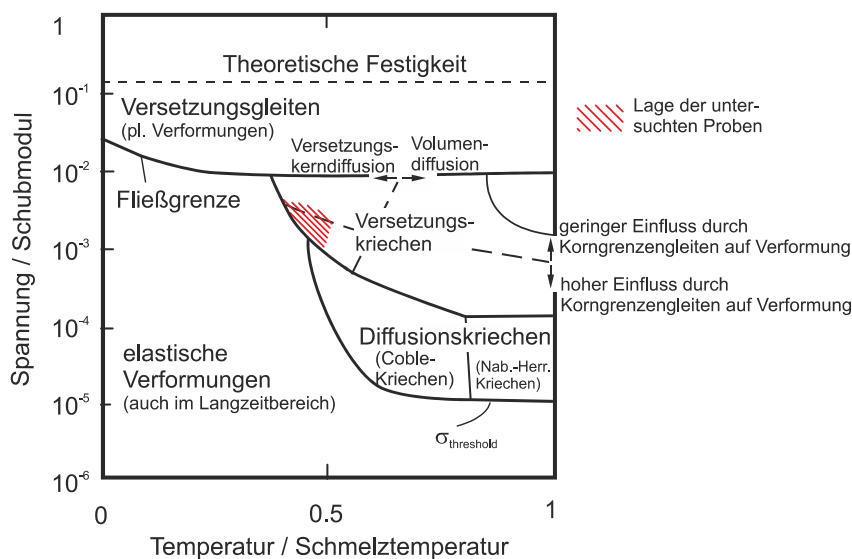 1
10-1
10-2
10-3
10-4
10-5
10-6
Spannung / Schubmodul
Theoretische Festigkeit
Versetzungsgleiten
(pl. Verformungen)
Versetzungs-
kerndiffusion
Volumen-
diffusion
Fließgrenze
Versetzungs-
kriechen
Lage der unter-
suchten Proben
geringer Einfluss durch
Korngrenzengleiten auf Verformung
hoher Einfluss durch
Korngrenzengleiten auf Verformung
Diffusionskriechen
(Coble-
Kriechen)
(Nab.-Herr.
Kriechen)
elastische
Verformungen
(auch im Langzeitbereich)
σthreshold
0
0.5
1
Temperatur / Schmelztemperatur